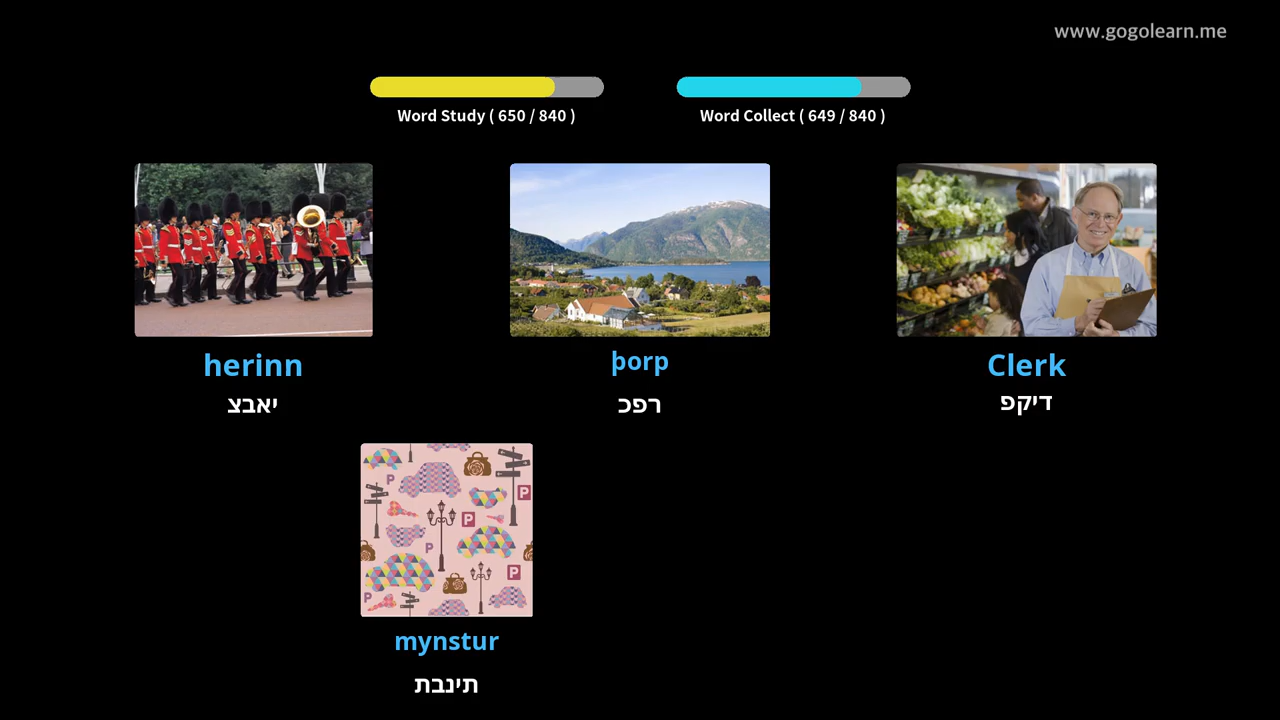 www.gogolearn.me
Word Study ( 650 / 840 )
Word Collect ( 649 / 840 )
herinn
יאבצ
þorp
רפכ
Clerk
דיקפ
mynstur
תינבת
P
P
P
P
P
P